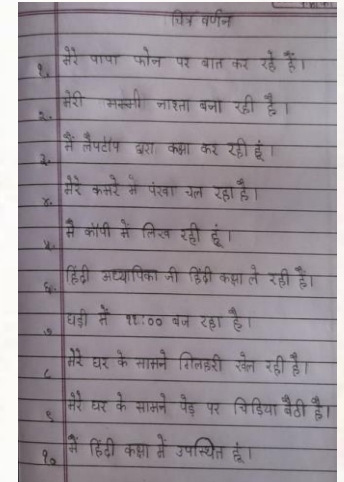 चित्र वर्णन
१. मेरे पापा फोन पर बात कर रहे हैं।
२. मेरी मम्मी नाश्ता बना रही है।
३. मैं लैपटॉप द्वारा कक्षा कर रही हूं।
४. मेरे कमरे में पंखा चल रहा है।
५. मैं कॉपी में लिख रही हूं।
६. हिंदी अध्यापिका जी हिंदी कक्षा ले रही हैं।
७ घड़ी में ११:०० बज रहा है।
८ मेरे घर के सामने गिलहरी खेल रही है।
९ मेरे घर के सामने पेड़ पर चिड़िया बैठी है।
१० मैं हिंदी कक्षा में उपस्थित हूं।